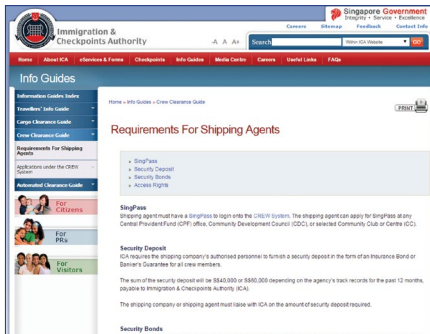 Singapore Government
Integrity • Service • Excellence
Careers Sitemap Feedback Contact Info
Immigration &
Checkpoints Authority
-A A A+ Search Within ICA Website GO
Home About ICA eServices & Forms Checkpoints Info Guides Media Centre Careers Useful Links FAQs
Info Guides
Information Guides Index
Travellers' Info Guide
Cargo Clearance Guide
Crew Clearance Guide
Requirements For Shipping
Agents
Applications under the CREW
System
Automated Clearance Guide
For
Citizens
For
PRs
For
Visitors
Home » Info Guides » Crew Clearance Guide
PRINT
Requirements For Shipping Agents
SingPass
Security Deposit
Security Bonds
Access Rights
SingPass
Shipping agent must have a SingPass to login onto the CREW System. The shipping agent can apply for SingPass at any
Central Provident Fund (CPF) office, Community Development Council (CDC), or selected Community Club or Centre (CC).
Security Deposit
ICA requires the shipping company's authorised personnel to furnish a security deposit in the form of an Insurance Bond or
Banker's Guarantee for all crew members.
The sum of the security deposit will be S$40,000 or S$60,000 depending on the agency's track records for the past 12 months,
payable to Immigration & Checkpoints Authority (ICA).
The shipping company or shipping agent must liaise with ICA on the amount of security deposit required.
Security Bonds